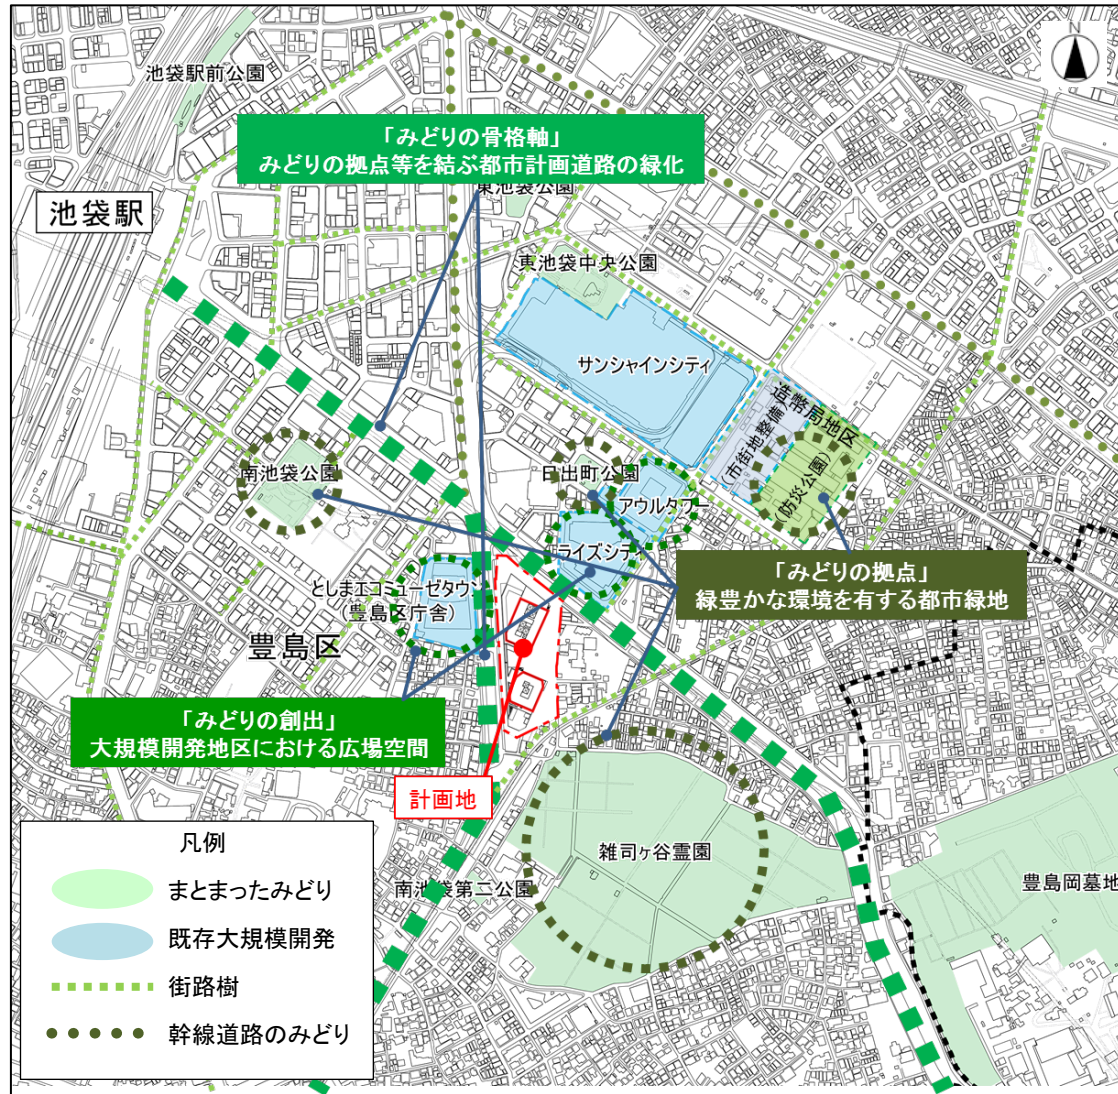 N
池袋駅前公園
「みどりの骨格軸」
みどりの拠点等を結ぶ都市計画道路の緑化
東池袋公園
池袋駅
東池袋中央公園
サンシャインシティ
造幣局地区
(市街地整備)
(防災公園)
南池袋公園
日出町公園
アウルタワー
ライズシティ
としまエコミューゼタウン
(豊島区庁舎)
「みどりの拠点」
緑豊かな環境を有する都市緑地
豊島区
「みどりの創出」
大規模開発地区における広場空間
計画地
雑司ヶ谷霊園
南池袋第二公園
豊島岡墓地
凡例
まとまったみどり
既存大規模開発
街路樹
幹線道路のみどり